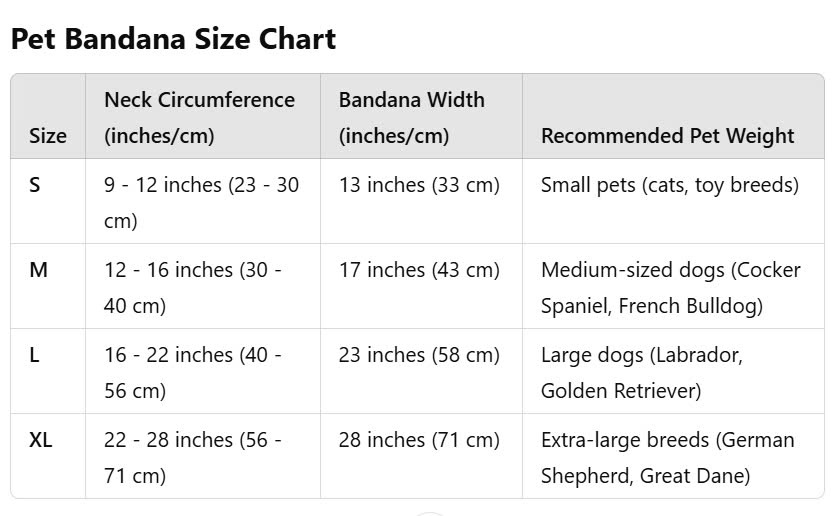 Pet Bandana Size Chart
Size
Neck Circumference
(inches/cm)
Bandana Width
(inches/cm)
Recommended Pet Weight
S
9 - 12 inches (23 - 30
cm)
13 inches (33 cm)
Small pets (cats, toy breeds)
M
12 - 16 inches (30 -
40 cm)
17 inches (43 cm)
Medium-sized dogs (Cocker
Spaniel, French Bulldog)
L
16 - 22 inches (40 -
56 cm)
23 inches (58 cm)
Large dogs (Labrador,
Golden Retriever)
XL
22 - 28 inches (56 -
71 cm)
28 inches (71 cm)
Extra-large breeds (German
Shepherd, Great Dane)